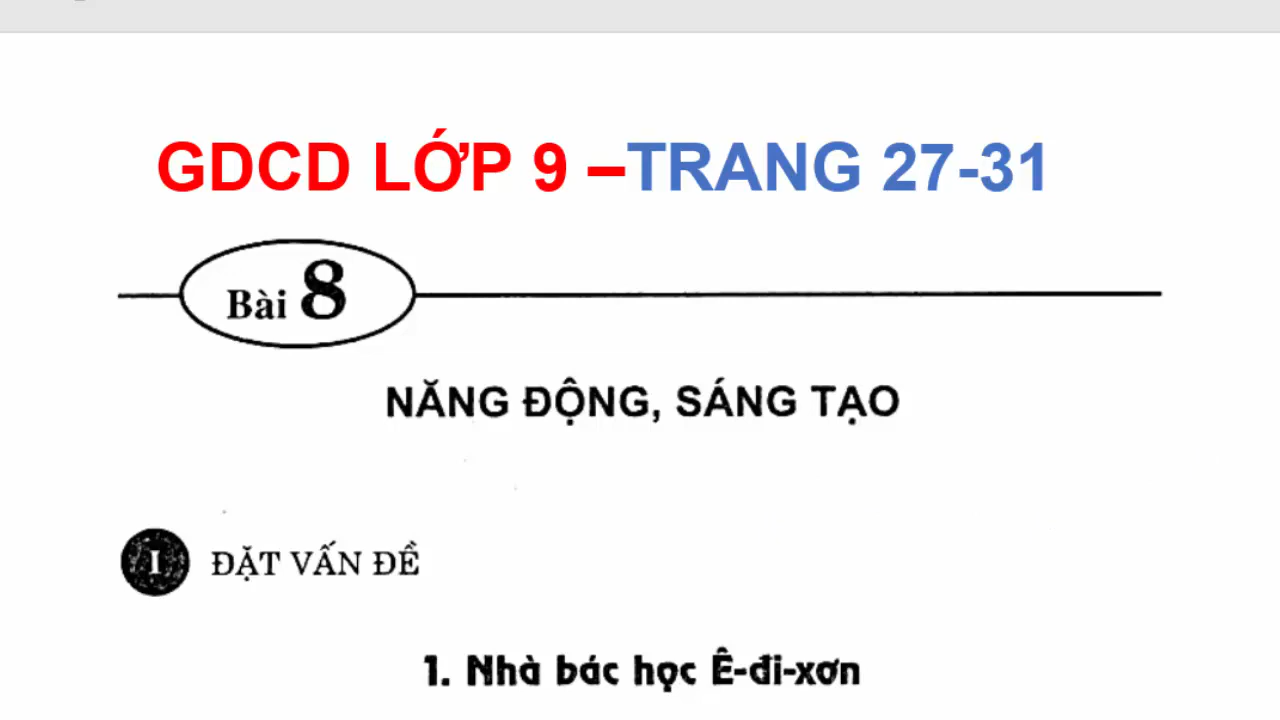 GDCD LỚP 9 –TRANG 27-31
Bài 8
NĂNG ĐỘNG, SÁNG TẠO
I ĐẶT VẤN ĐỀ
1. Nhà bác học Ê-đi-xơn